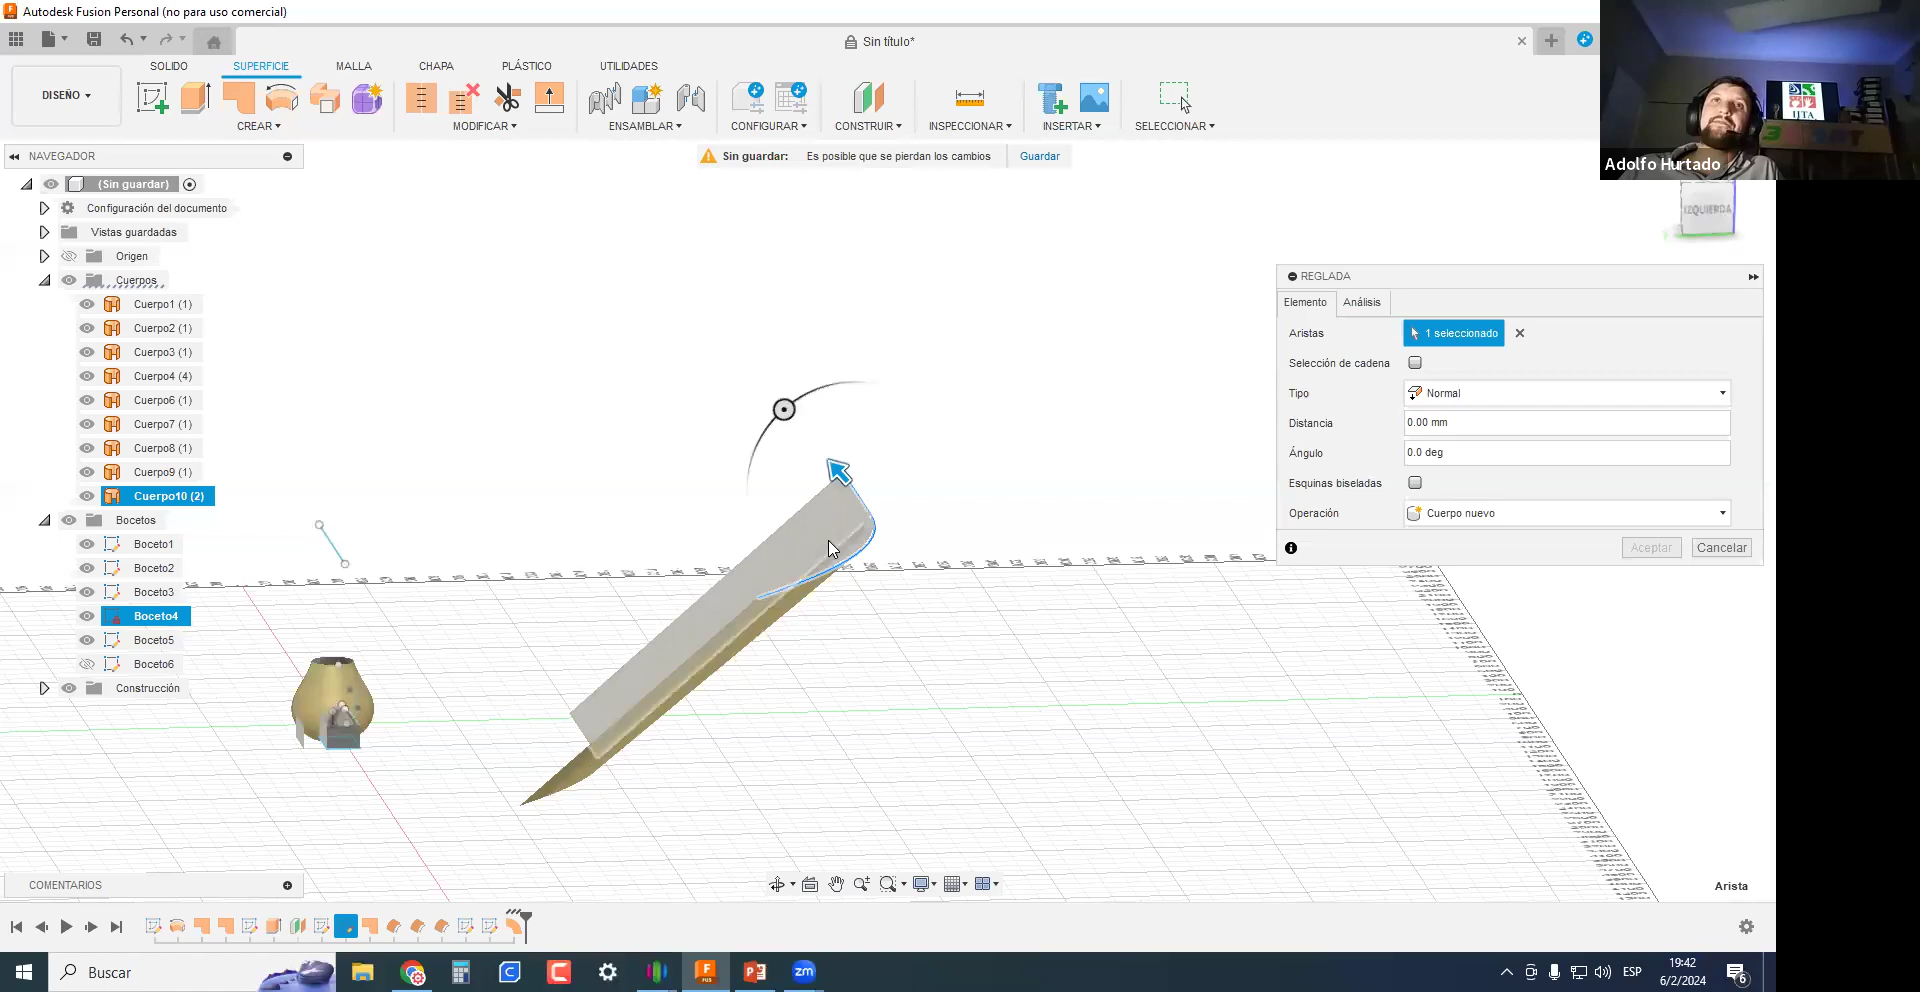 Autodesk Fusion Personal (no para uso comercial)
Sin título*
DISEÑO
SOLIDO
SUPERFICIE
MALLA
CHAPA
PLÁSTICO
UTILIDADES
CREAR
MODIFICAR
ENSAMBLAR
CONFIGURAR
CONSTRUIR
INSPECCIONAR
INSERTAR
SELECCIONAR
IJTA
Adolfo Hurtado
NAVEGADOR
Sin guardar: Es posible que se pierdan los cambios Guardar
(Sin guardar)
Configuración del documento
Vistas guardadas
Origen
Cuerpos
Cuerpo1 (1)
Cuerpo2 (1)
Cuerpo3 (1)
Cuerpo4 (4)
Cuerpo6 (1)
Cuerpo7 (1)
Cuerpo8 (1)
Cuerpo9 (1)
Cuerpo10 (2)
Bocetos
Boceto1
Boceto2
Boceto3
Boceto4
Boceto5
Boceto6
Construcción
IZQUIERDA
REGLADA
Elemento Análisis
Aristas 1 seleccionado
Selección de cadena
Tipo Normal
Distancia 0.00 mm
Ángulo 0.0 deg
Esquinas biseladas
Operación Cuerpo nuevo
Aceptar Cancelar
COMENTARIOS
Arista
Buscar
F
FUS
P
zm
ESP
19:42
6/2/2024
6